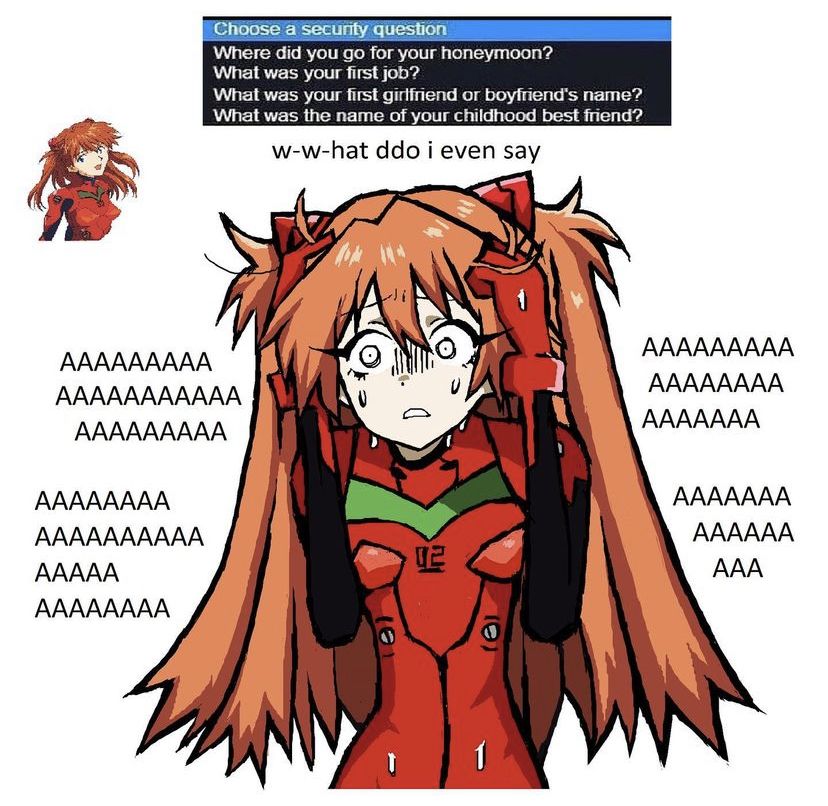 Choose a security question
Where did you go for your honeymoon?
What was your first job?
What was your first girlfriend or boyfriend's name?
What was the name of your childhood best friend?
w-w-hat ddo i even say
AAAAAAAAA
AAAAAAAAAAA
AAAAAAAAA
AAAAAAAAA
AAAAAAAA
AAAAAAA
AAAAAAAA
AAAAAAAAAA
AAAAA
AAAAAAAA
AAAAAAA
AAAAAA
AAA
02